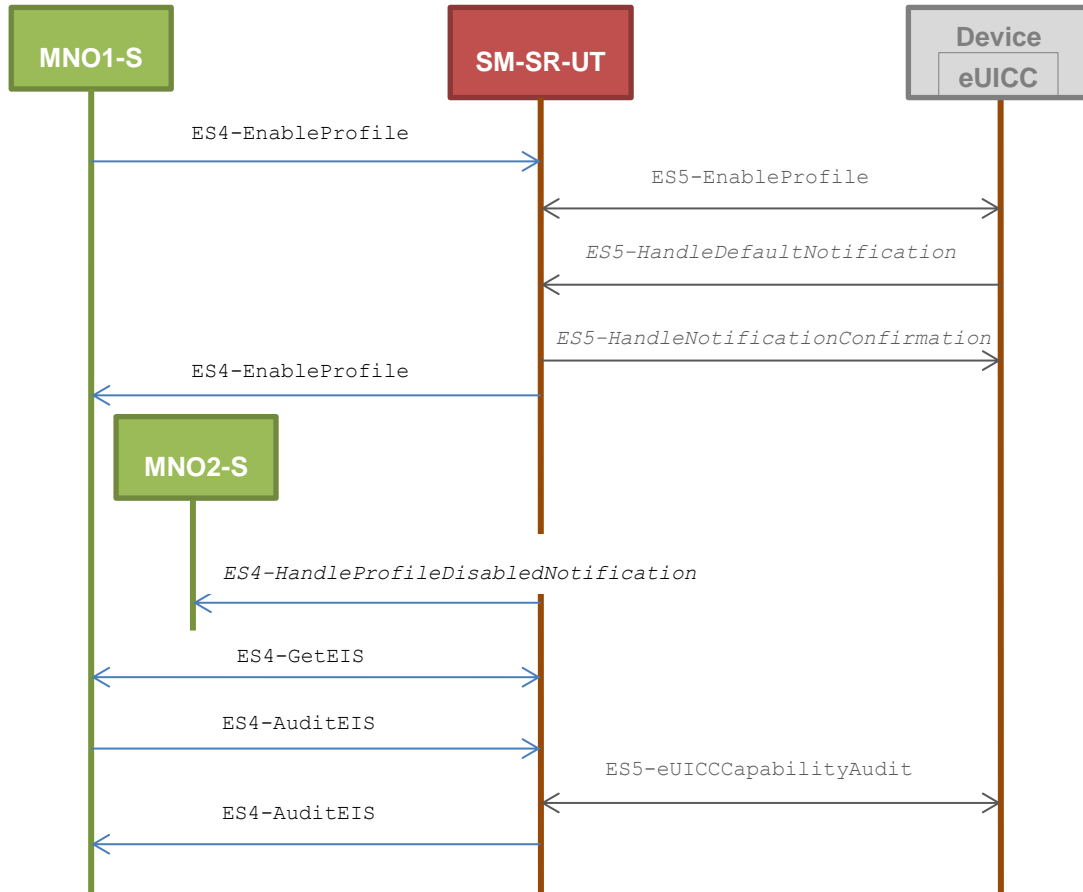 MNO1-S
SM-SR-UT
Device
eUICC
ES4-EnableProfile
ES5-EnableProfile
ES5-HandleDefaultNotification
ES5-HandleNotificationConfirmation
ES4-EnableProfile
MNO2-S
ES4-HandleProfileDisabledNotification
ES4-GetEIS
ES4-AuditEIS
ES5-eUICCCapabilityAudit
ES4-AuditEIS